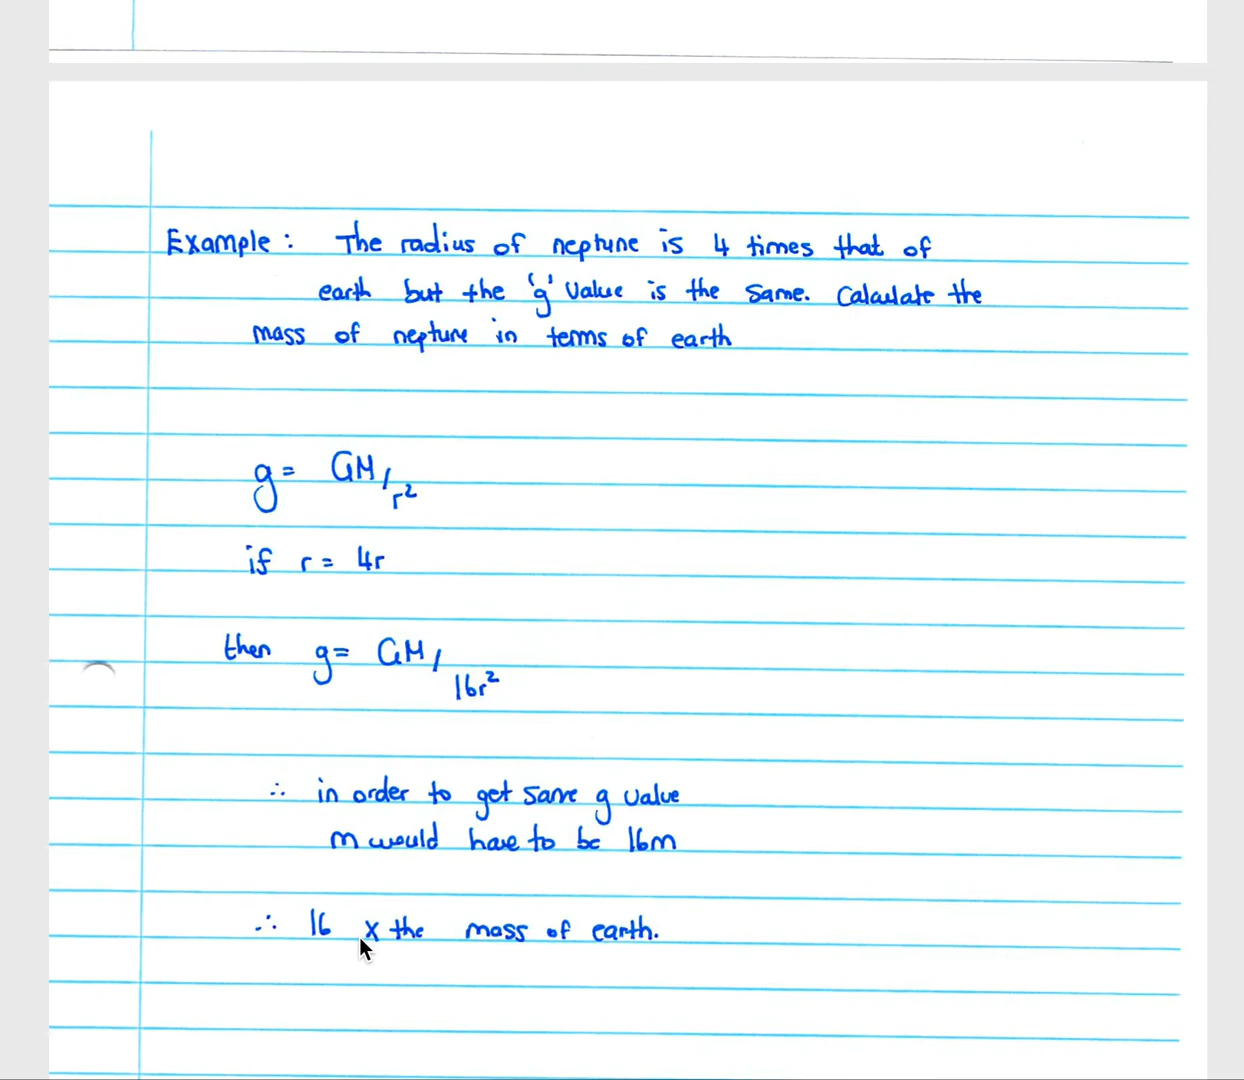 Example: The radius of neptune is 4 times that of
earth but the 'g' value is the same. Calculate the
mass of neptune in terms of earth
g = GM/r²
if r = 4r
then g = GM/16r²
∴ in order to get same g value
m would have to be 16m
∴ 16 x the mass of earth.